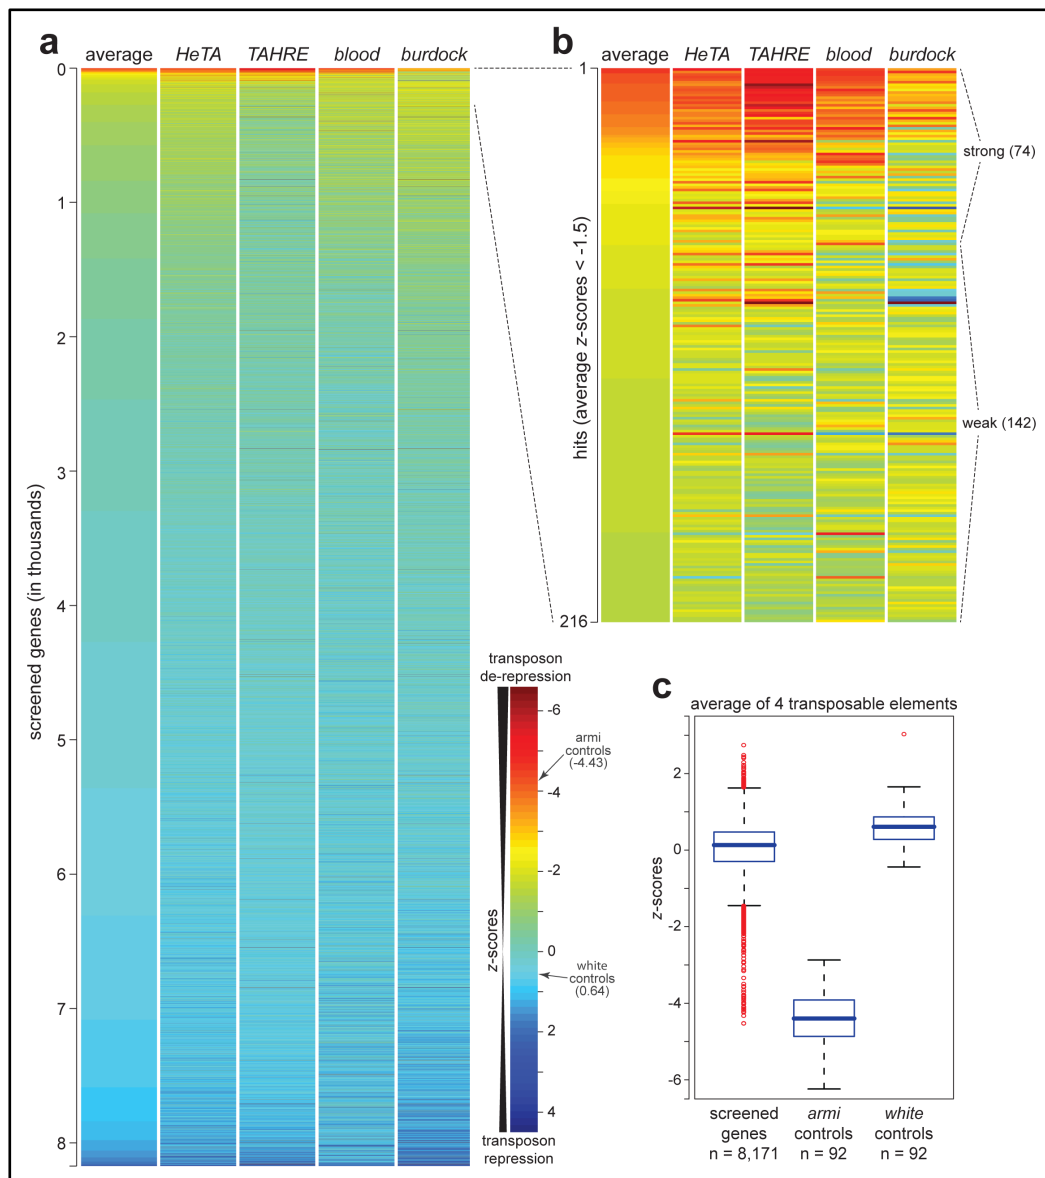 a
average
HeTA
TAHRE
blood
burdock
0
1
2
3
4
5
6
7
8
screened genes (in thousands)
b
average
HeTA
TAHRE
blood
burdock
1
216
hits (average z-scores < -1.5)
strong (74)
weak (142)
transposon
de-repression
-6
-4
-2
0
2
4
z-scores
armi
controls
(-4.43)
white
controls
(0.64)
transposon
repression
c
average of 4 transposable elements
2
0
-2
-4
-6
z-scores
screened
genes
n = 8,171
armi
controls
n = 92
white
controls
n = 92